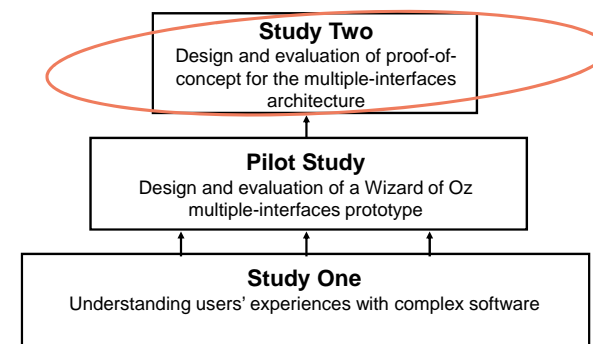 Study Two
Design and evaluation of proof-of-
concept for the multiple-interfaces
architecture
Pilot Study
Design and evaluation of a Wizard of Oz
multiple-interfaces prototype
Study One
Understanding users’ experiences with complex software